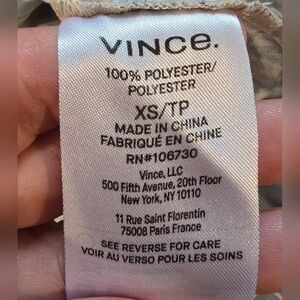 VINCE.
100% POLYESTER/
POLYESTER
XS/TP
MADE IN CHINA
FABRIQUÉ EN CHINE
RN#106730
Vince, LLC
500 Fifth Avenue, 20th Floor
New York, NY 10110
11 Rue Saint Florentin
75008 Paris France
SEE REVERSE FOR CARE
VOIR AU VERSO POUR LES SOINS